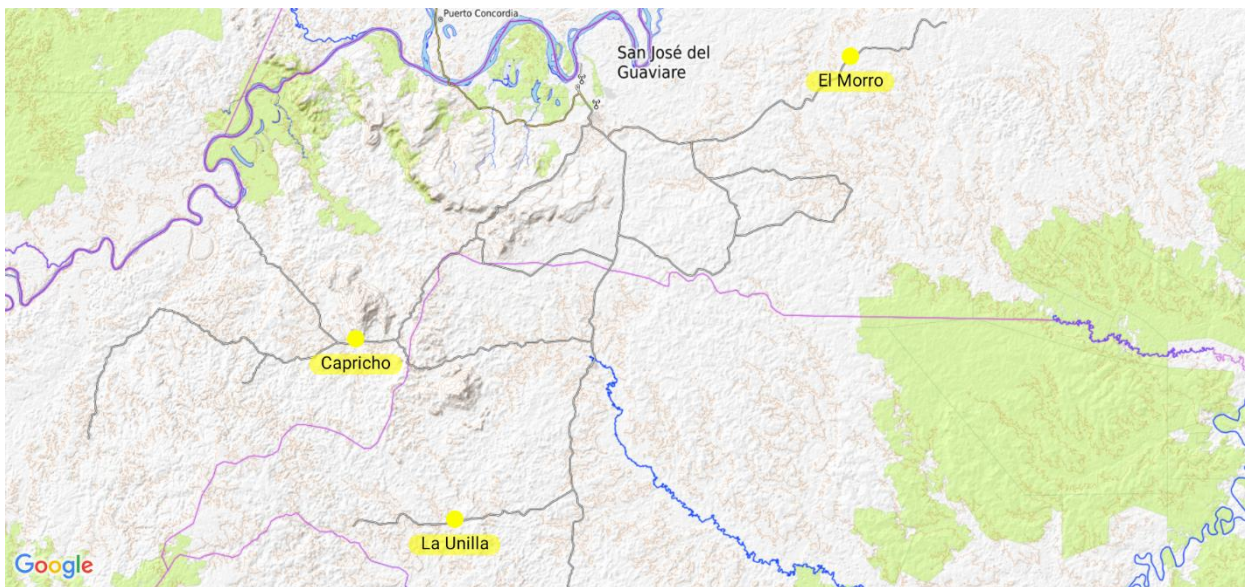 Puerto Concordia
San José del
Guaviare
El Morro
Capricho
La Unilla
Google